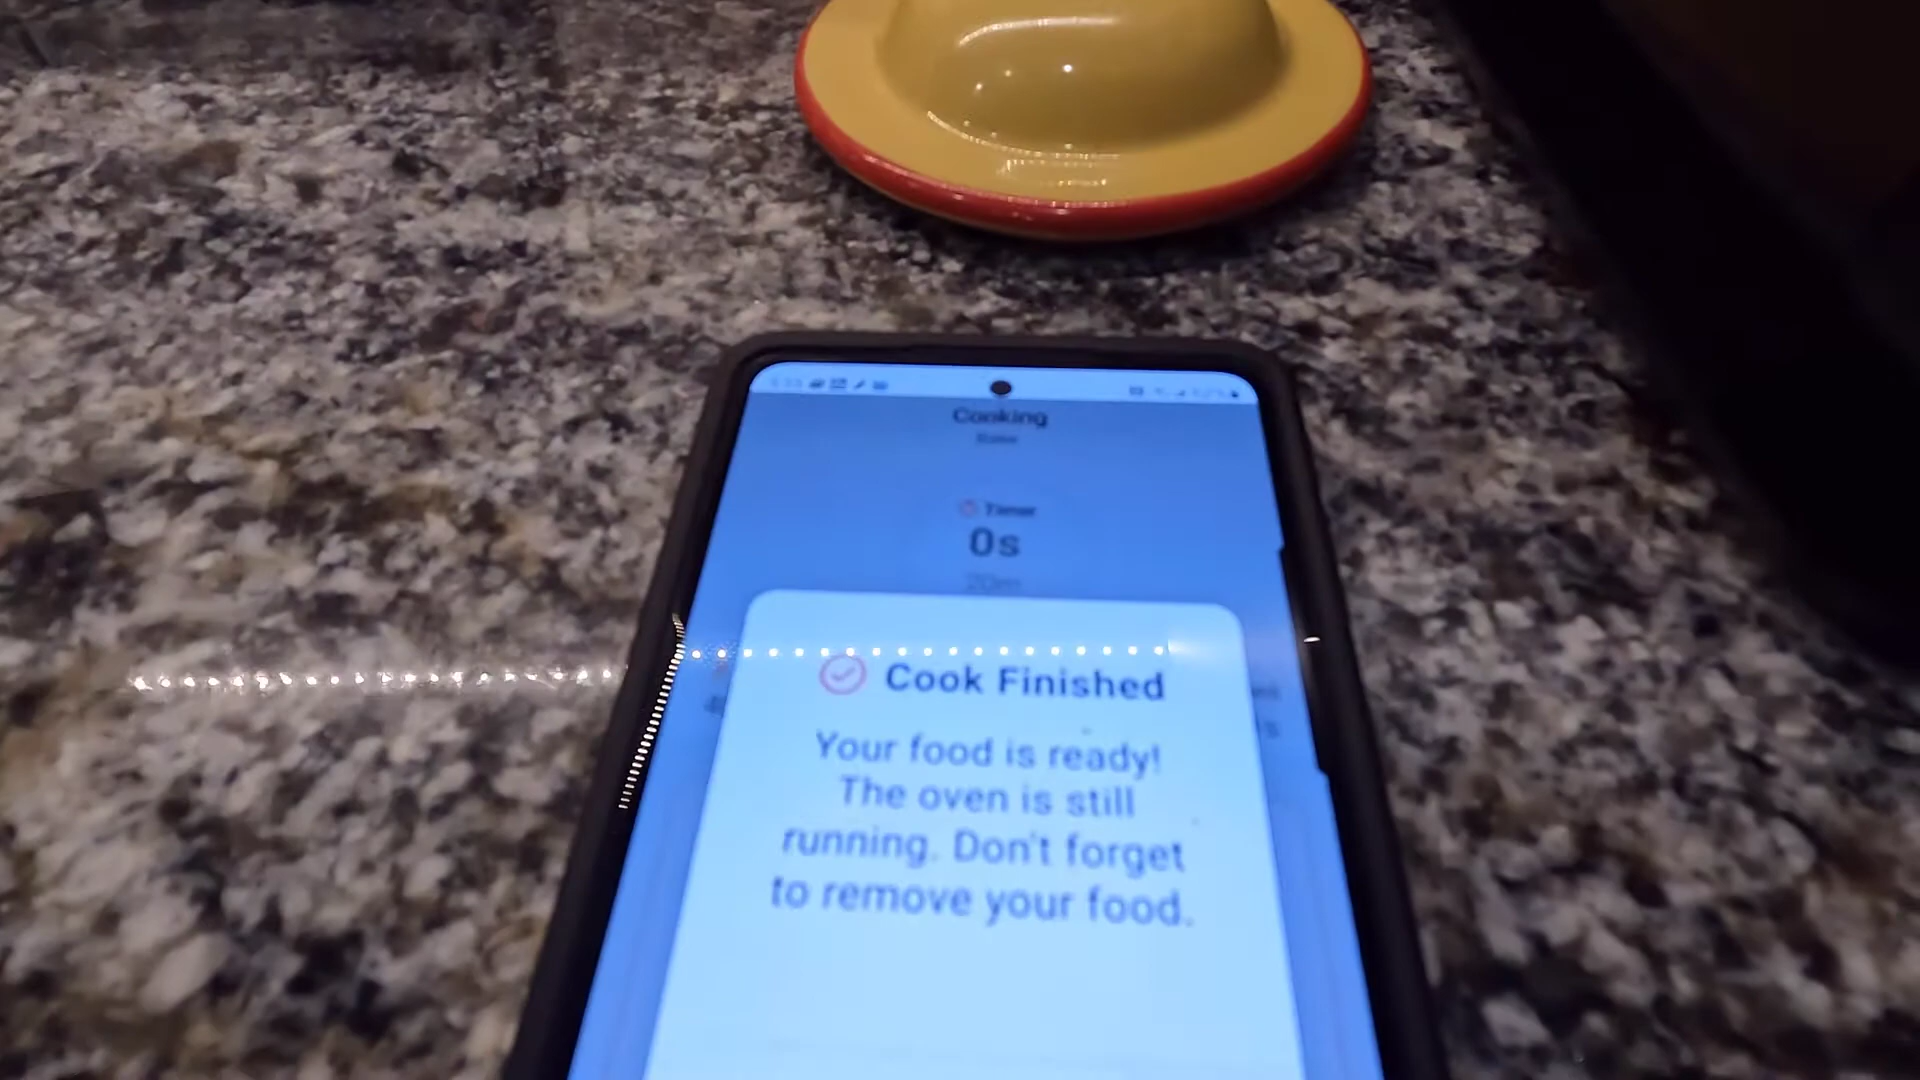 Cooking
Timer
0s
20m
Cook Finished
Your food is ready!
The oven is still
running. Don't forget
to remove your food.